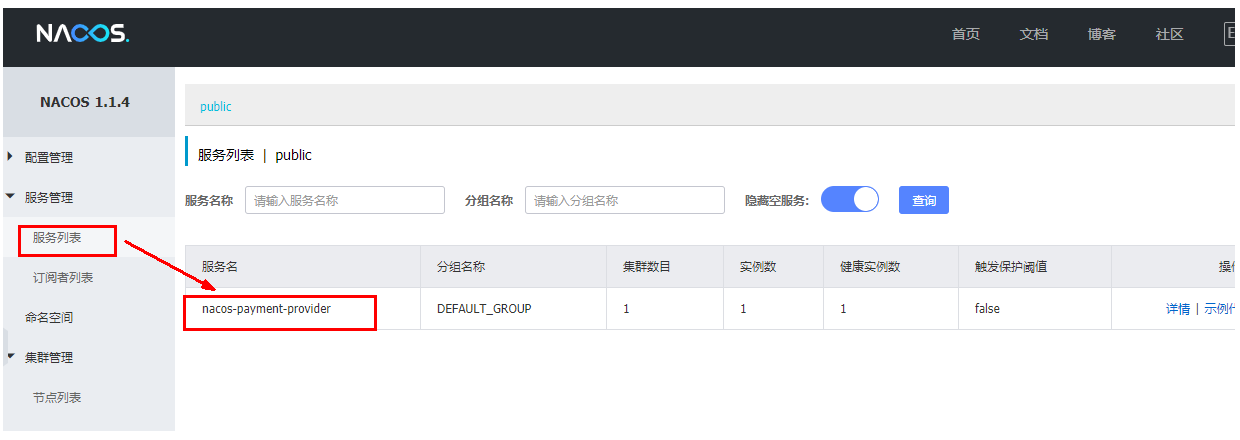 NACOS.
首页 文档 博客 社区
NACOS 1.1.4
配置管理
服务管理
服务列表
订阅者列表
命名空间
集群管理
节点列表
public
服务列表 | public
服务名称 请输入服务名称 分组名称 请输入分组名称 隐藏空服务: 查询
服务名 分组名称 集群数目 实例数 健康实例数 触发保护阈值
nacos-payment-provider DEFAULT_GROUP 1 1 1 false 详情 | 示例